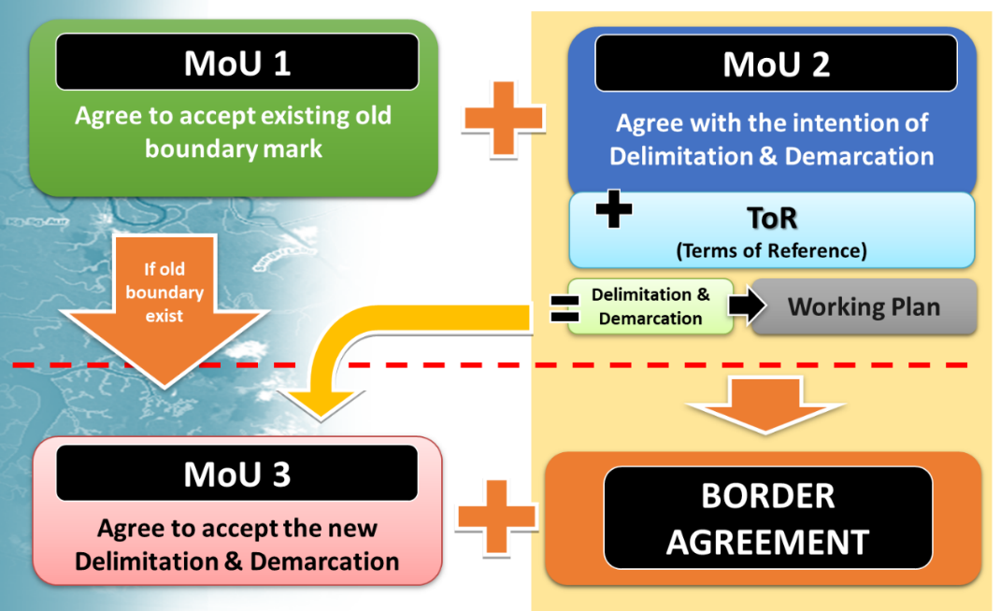 MoU 1
Agree to accept existing old
boundary mark
MoU 2
Agree with the intention of
Delimitation & Demarcation
ToR
(Terms of Reference)
If old
boundary
exist
Delimitation &
Demarcation
Working Plan
MoU 3
Agree to accept the new
Delimitation & Demarcation
BORDER
AGREEMENT